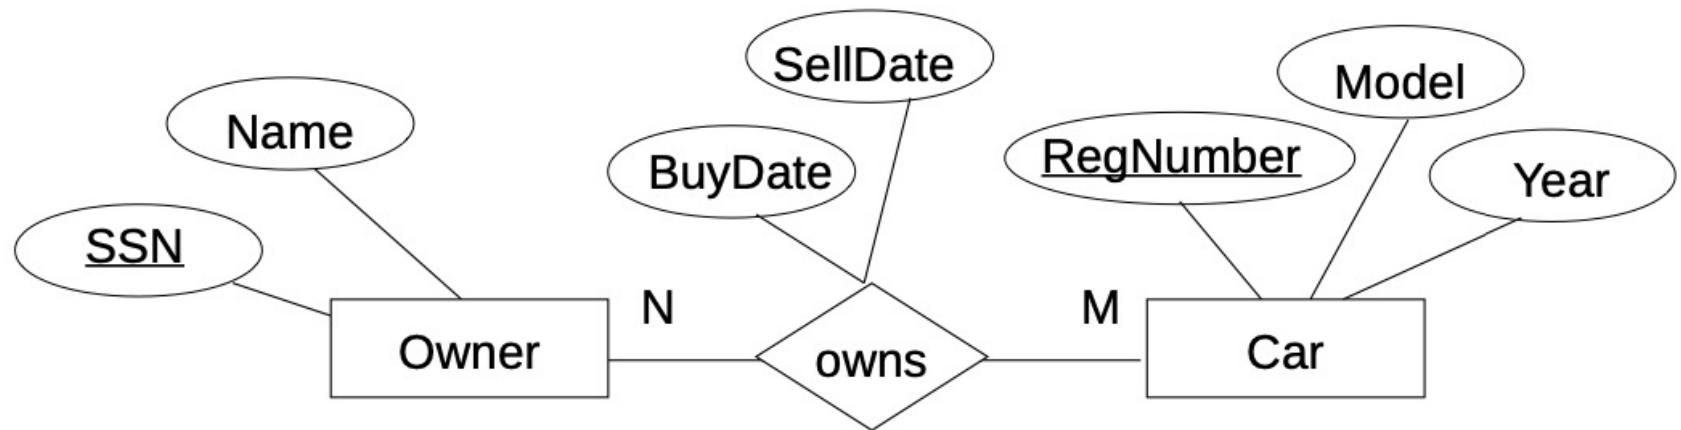 SellDate
Model
Name
BuyDate
RegNumber
Year
SSN
N
M
Owner
owns
Car